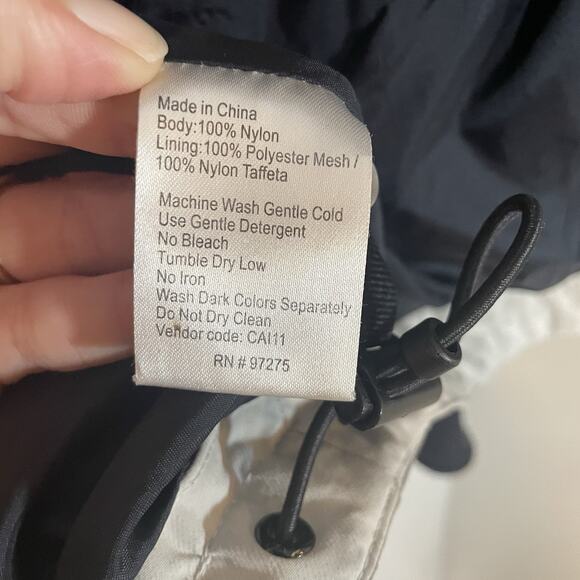 Made in China
Body:100% Nylon
Lining:100% Polyester Mesh /
100% Nylon Taffeta
Machine Wash Gentle Cold
Use Gentle Detergent
No Bleach
Tumble Dry Low
No Iron
Wash Dark Colors Separately
Do Not Dry Clean
Vendor code: CAI11
RN # 97275